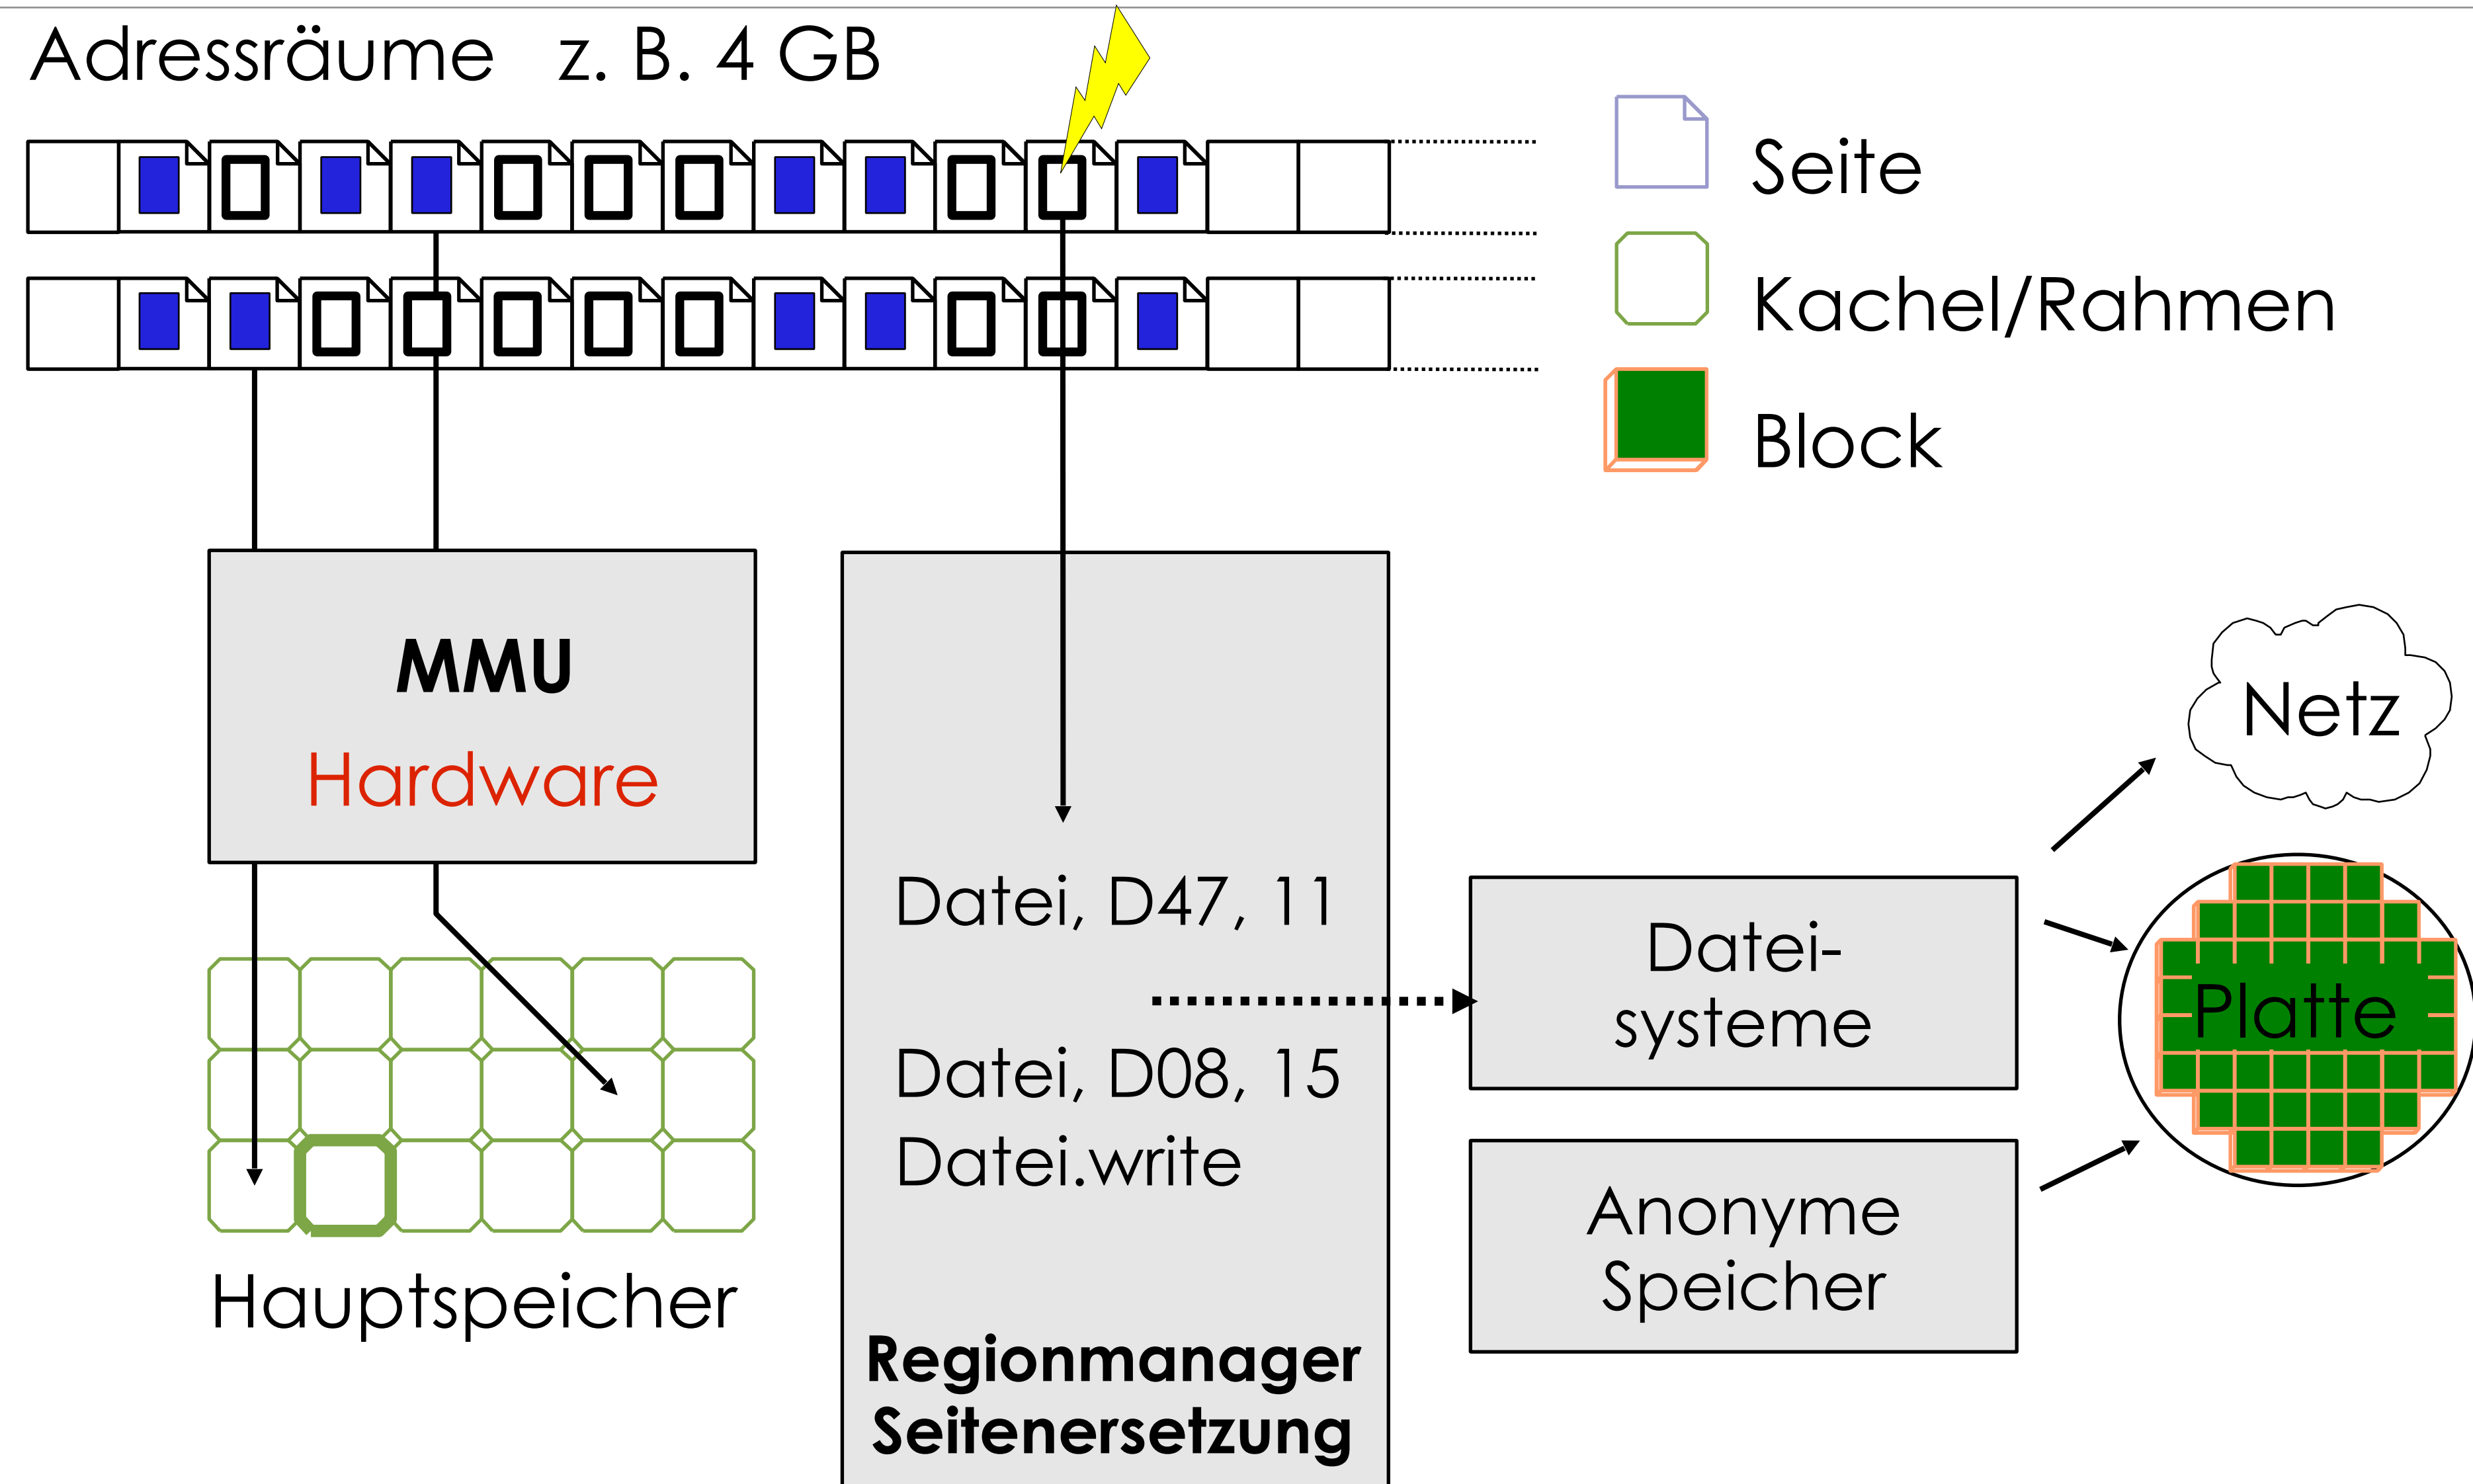 Adressräume z. B. 4 GB
Seite
Kachel/Rahmen
Block
MMU
Hardware
Hauptspeicher
Datei, D47, 11
Datei, D08, 15
Datei.write
Regionmanager
Seitenersetzung
Datei-
systeme
Anonyme
Speicher
Netz
Platte